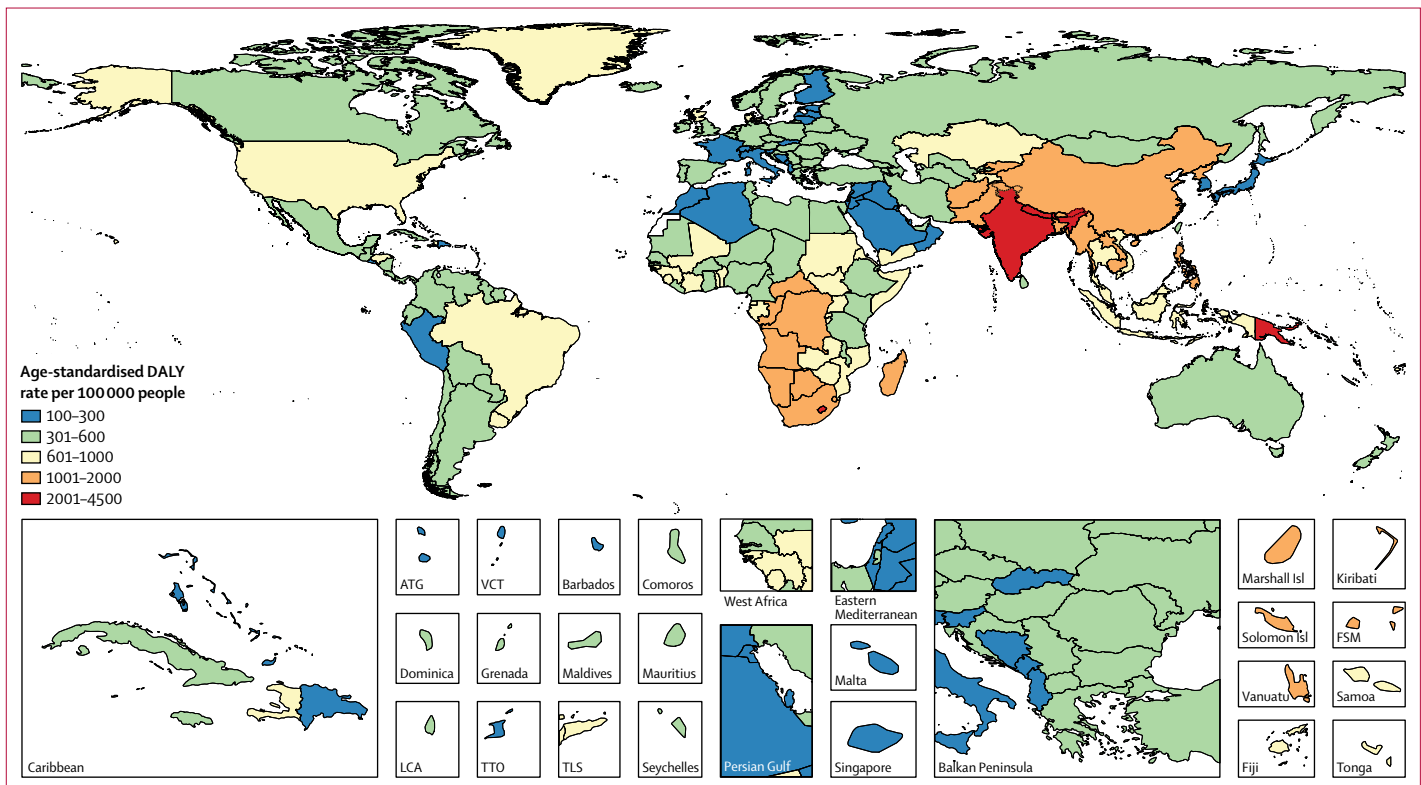 Age-standardised DALY
rate per 100 000 people
100–300
301–600
601–1000
1001–2000
2001–4500
Caribbean
ATG
VCT
Barbados
Comoros
West Africa
Eastern
Mediterranean
Marshall Isl
Kiribati
Dominica
Grenada
Maldives
Mauritius
Malta
Solomon Isl
FSM
Vanuatu
Samoa
LCA
TTO
TLS
Seychelles
Persian Gulf
Singapore
Balkan Peninsula
Fiji
Tonga